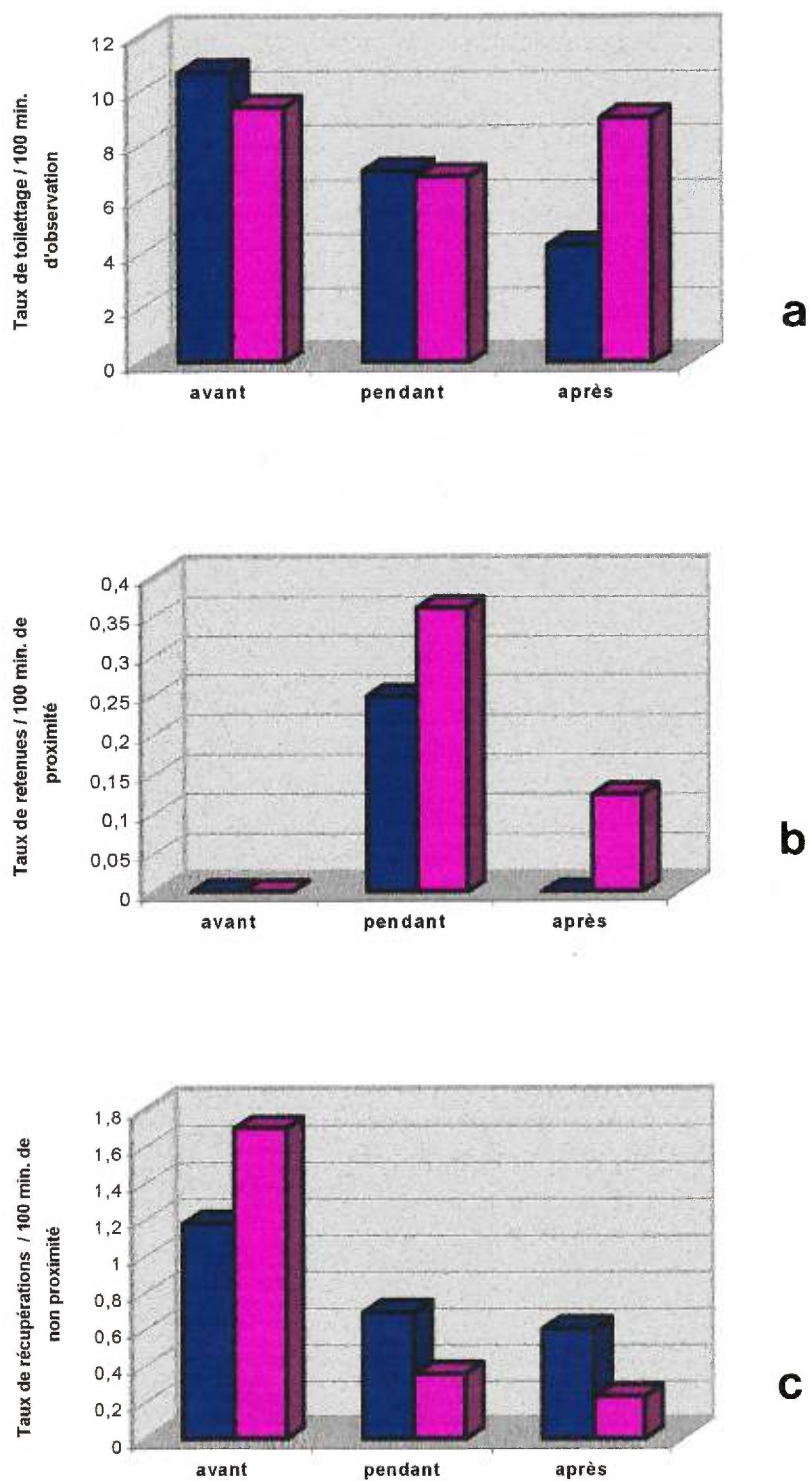 Taux de toilettage / 100 min.
d'observation
12
10
8
6
4
2
0
avant pendant après
a
Taux de retenues / 100 min. de
proximité
0,4
0,35
0,3
0,25
0,2
0,15
0,1
0,05
0
avant pendant après
b
Taux de récupérations / 100 min. de
non proximité
1,8
1,6
1,4
1,2
1
0,8
0,6
0,4
0,2
0
avant pendant après
c